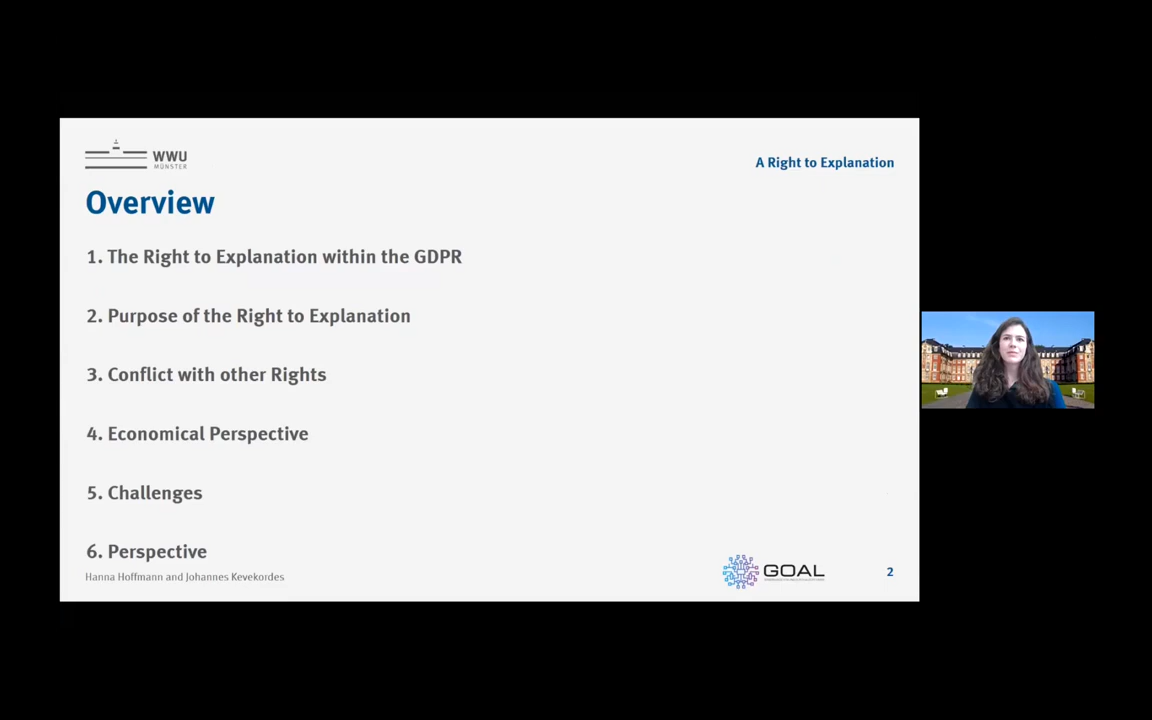 WWU
MÜNSTER
A Right to Explanation
Overview
1. The Right to Explanation within the GDPR
2. Purpose of the Right to Explanation
3. Conflict with other Rights
4. Economical Perspective
5. Challenges
6. Perspective
Hanna Hoffmann and Johannes Kevekordes
GOAL
2